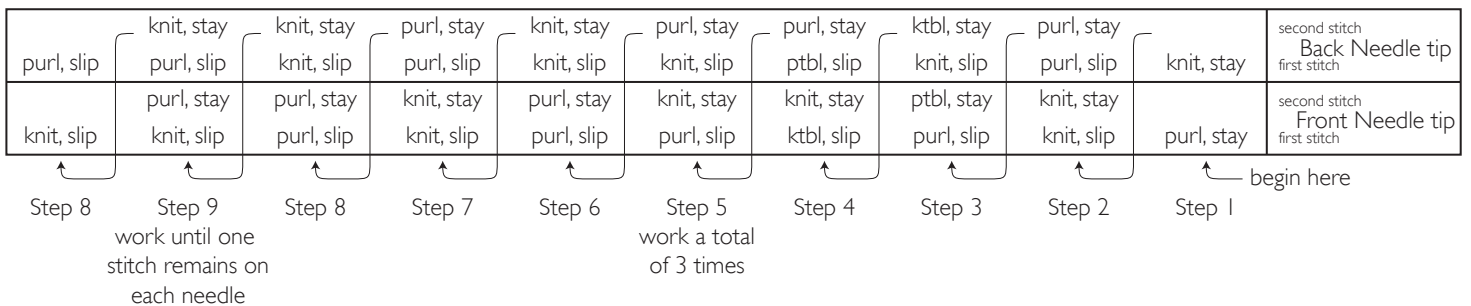 knit, stay knit, stay purl, stay knit, stay purl, stay purl, stay ktbl, stay purl, stay second stitch
Back Needle tip
purl, slip purl, slip knit, slip purl, slip knit, slip knit, slip ptbl, slip knit, slip purl, slip knit, stay first stitch
purl, stay purl, stay knit, stay purl, stay knit, stay knit, stay ptbl, stay knit, stay second stitch
Front Needle tip
knit, slip knit, slip purl, slip knit, slip purl, slip purl, slip ktbl, slip purl, slip knit, slip purl, stay first stitch
begin here
Step 8 Step 9 Step 8 Step 7 Step 6 Step 5 Step 4 Step 3 Step 2 Step 1
work until one work a total
stitch remains on of 3 times
each needle